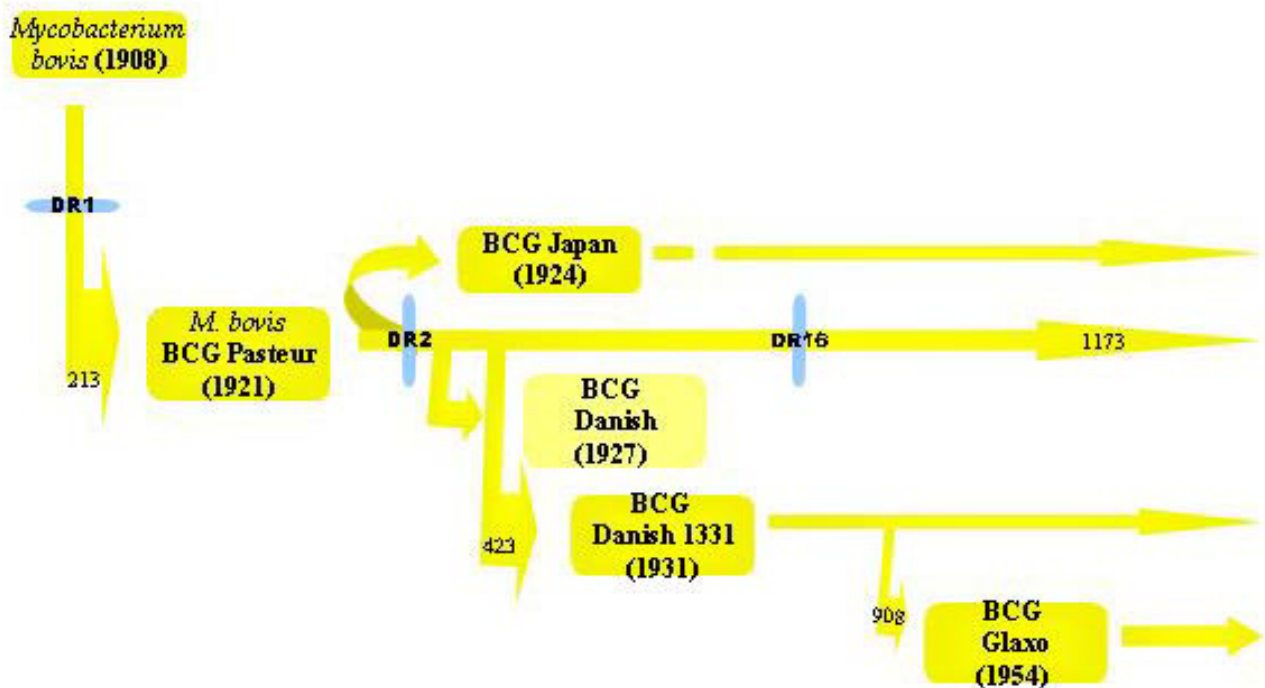 Mycobacterium
bovis (1908)
DR1
BCG Japan
(1924)
M. bovis
BCG Pasteur
(1921)
213
DR2
DR16
1173
BCG
Danish
(1927)
BCG
Danish 1331
(1931)
423
908
BCG
Glaxo
(1954)